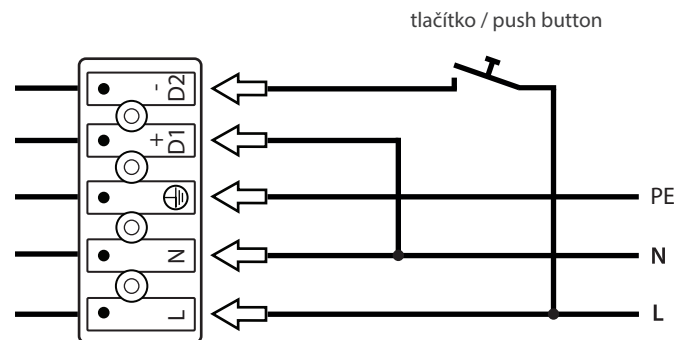 tlačítko / push button
- D2
+ D1
PE
N
N
L
L